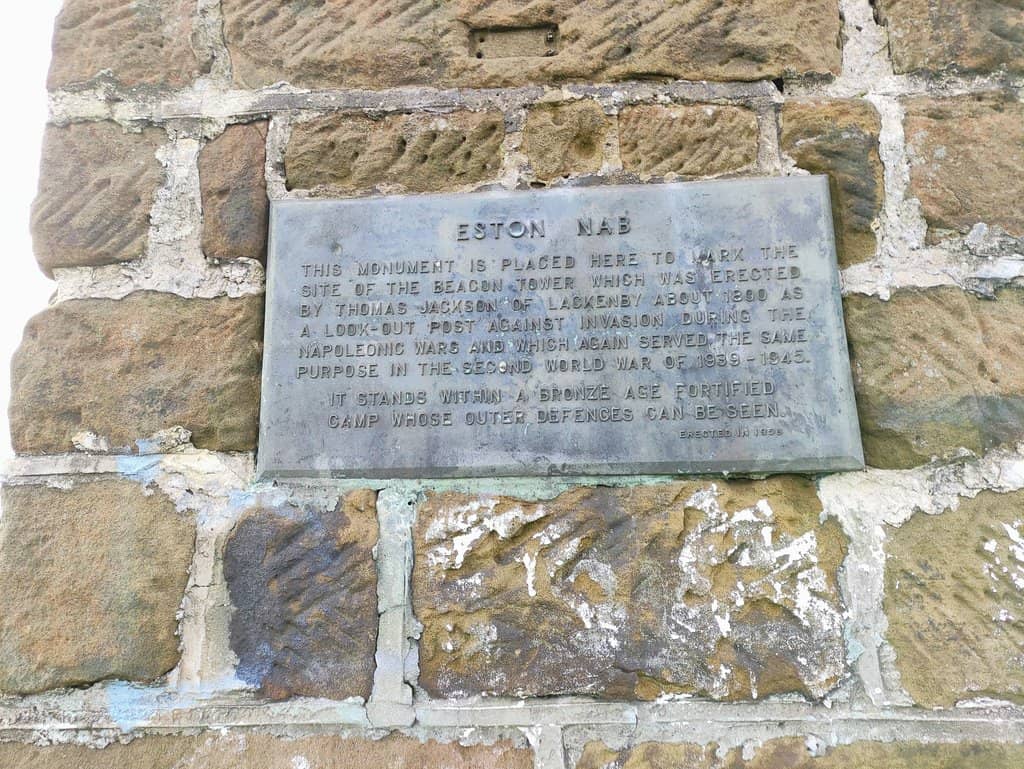 ESTON NAB
THIS MONUMENT IS PLACED HERE TO MARK THE
SITE OF THE BEACON TOWER WHICH WAS ERECTED
BY THOMAS JACKSON OF LACKENBY ABOUT 1800 AS
A LOOK-OUT POST AGAINST INVASION DURING THE
NAPOLEONIC WARS AND WHICH AGAIN SERVED THE SAME
PURPOSE IN THE SECOND WORLD WAR OF 1939-1945.
IT STANDS WITHIN A BRONZE AGE FORTIFIED
CAMP WHOSE OUTER DEFENCES CAN BE SEEN.
ERECTED IN